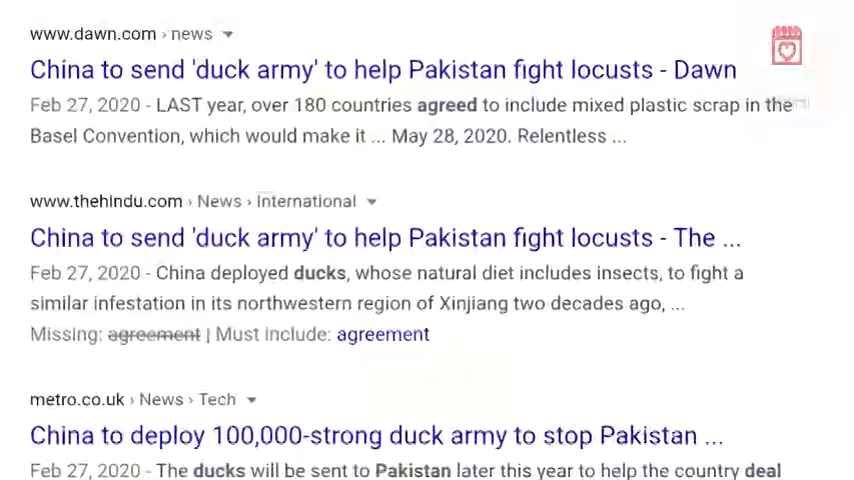 www.dawn.com › news
China to send 'duck army' to help Pakistan fight locusts - Dawn
Feb 27, 2020 - LAST year, over 180 countries agreed to include mixed plastic scrap in the
Basel Convention, which would make it ... May 28, 2020. Relentless ...
www.thehindu.com › News › International
China to send 'duck army' to help Pakistan fight locusts - The ...
Feb 27, 2020 - China deployed ducks, whose natural diet includes insects, to fight a
similar infestation in its northwestern region of Xinjiang two decades ago, ...
Missing: agreement | Must include: agreement
metro.co.uk › News › Tech
China to deploy 100,000-strong duck army to stop Pakistan ...
Feb 27, 2020 - The ducks will be sent to Pakistan later this year to help the country deal